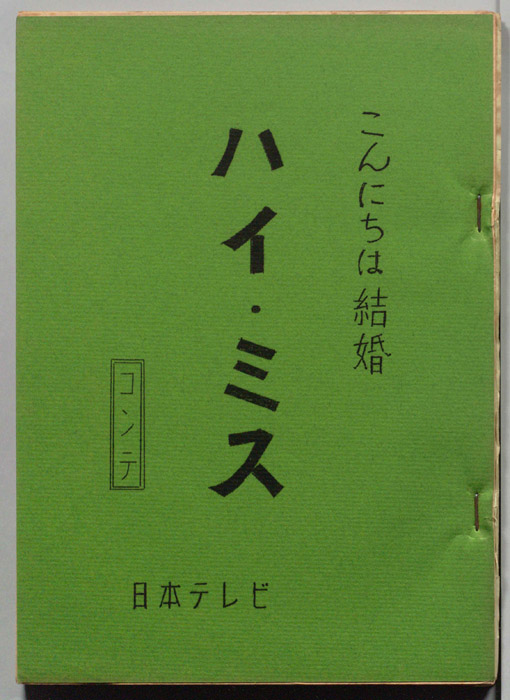 こんにちは結婚
ハイ・ミス
コンテ
日本テレビ